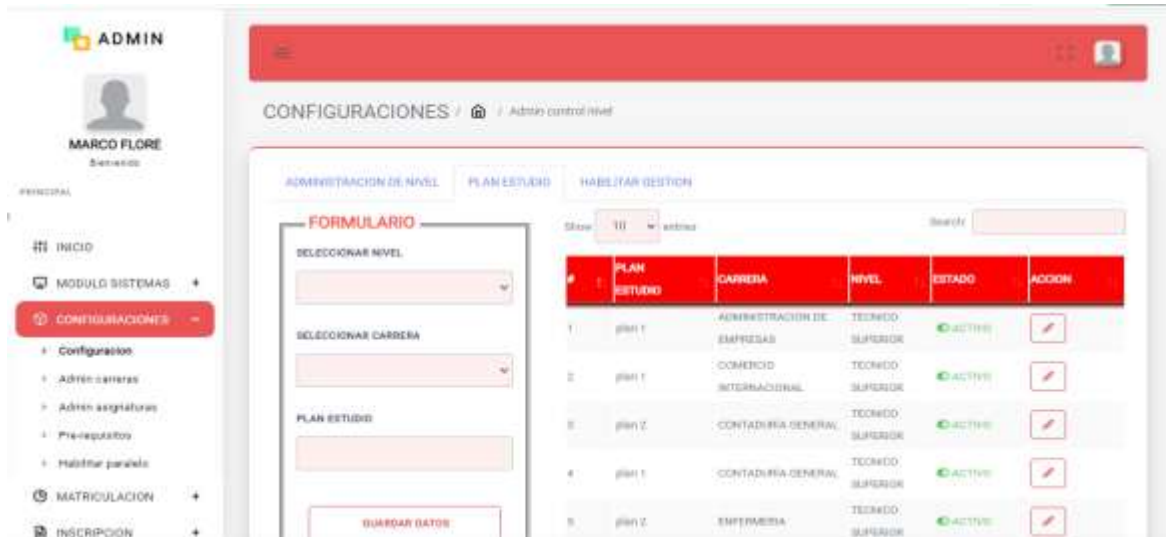 ADMIN
MARCO FLORE
Bienvenido
PRINCIPAL
INICIO
MODULO SISTEMAS +
CONFIGURACIONES −
Configuracion
Admin carreras
Admin asignaturas
Pre-requisitos
Habilitar paralelo
MATRICULACION +
INSCRIPCION +
CONFIGURACIONES / / Admin control nivel
ADMINISTRACION DE NIVEL PLAN ESTUDIO HABILITAR GESTION
FORMULARIO
SELECCIONAR NIVEL
SELECCIONAR CARRERA
PLAN ESTUDIO
GUARDAR DATOS
Show 10 entries Search:
# PLAN ESTUDIO CARRERA NIVEL ESTADO ACCION
1 plan 1 ADMINISTRACION DE EMPRESAS TECNICO SUPERIOR ACTIVO
2 plan 1 COMERCIO INTERNACIONAL TECNICO SUPERIOR ACTIVO
3 plan 2 CONTADURIA GENERAL TECNICO SUPERIOR ACTIVO
4 plan 1 CONTADURIA GENERAL TECNICO SUPERIOR ACTIVO
5 plan 2 ENFERMERIA TECNICO SUPERIOR ACTIVO